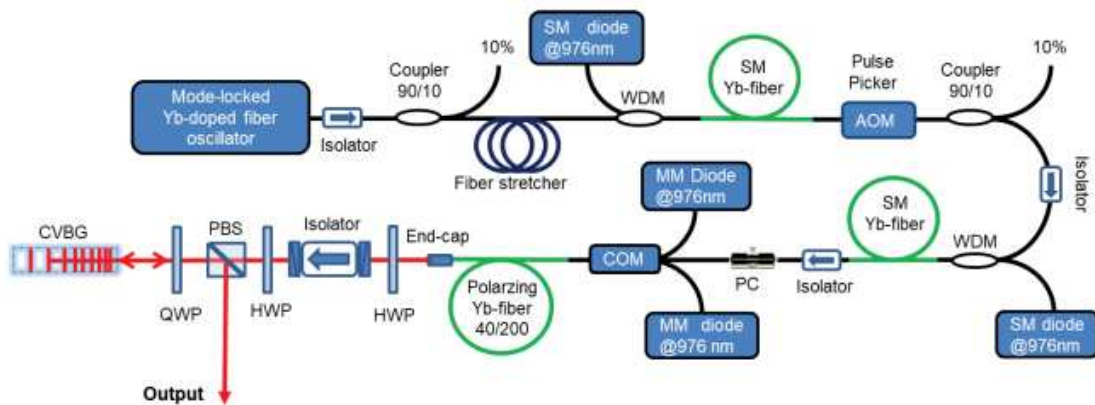 SM diode
@976nm
10%
10%
Coupler
90/10
SM
Yb-fiber
Pulse
Picker
Coupler
90/10
Mode-locked
Yb-doped fiber
oscillator
WDM
AOM
Isolator
Fiber stretcher
MM Diode
@976nm
Isolator
SM
Yb-fiber
CVBG
PBS
Isolator
End-cap
COM
WDM
QWP
HWP
HWP
Polarzing
Yb-fiber
40/200
PC
Isolator
MM diode
@976 nm
SM diode
@976nm
Output